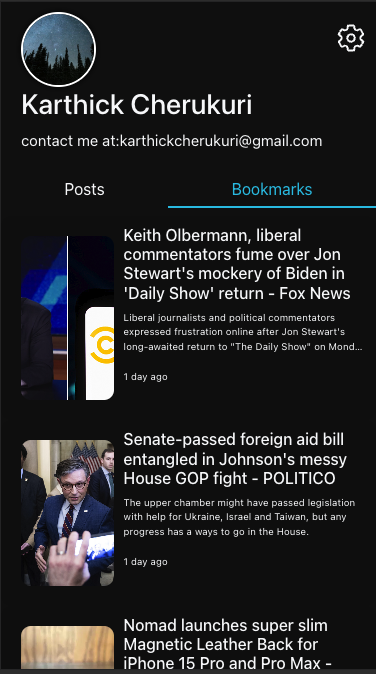 Karthick Cherukuri
contact me at:karthickcherukuri@gmail.com
Posts
Bookmarks
Keith Olbermann, liberal
commentators fume over Jon
Stewart's mockery of Biden in
'Daily Show' return - Fox News
Liberal journalists and political commentators
expressed frustration online after Jon Stewart's
long-awaited return to "The Daily Show" on Mond...
1 day ago
Senate-passed foreign aid bill
entangled in Johnson's messy
House GOP fight - POLITICO
The upper chamber might have passed legislation
with help for Ukraine, Israel and Taiwan, but any
progress has a ways to go in the House.
1 day ago
Nomad launches super slim
Magnetic Leather Back for
iPhone 15 Pro and Pro Max -